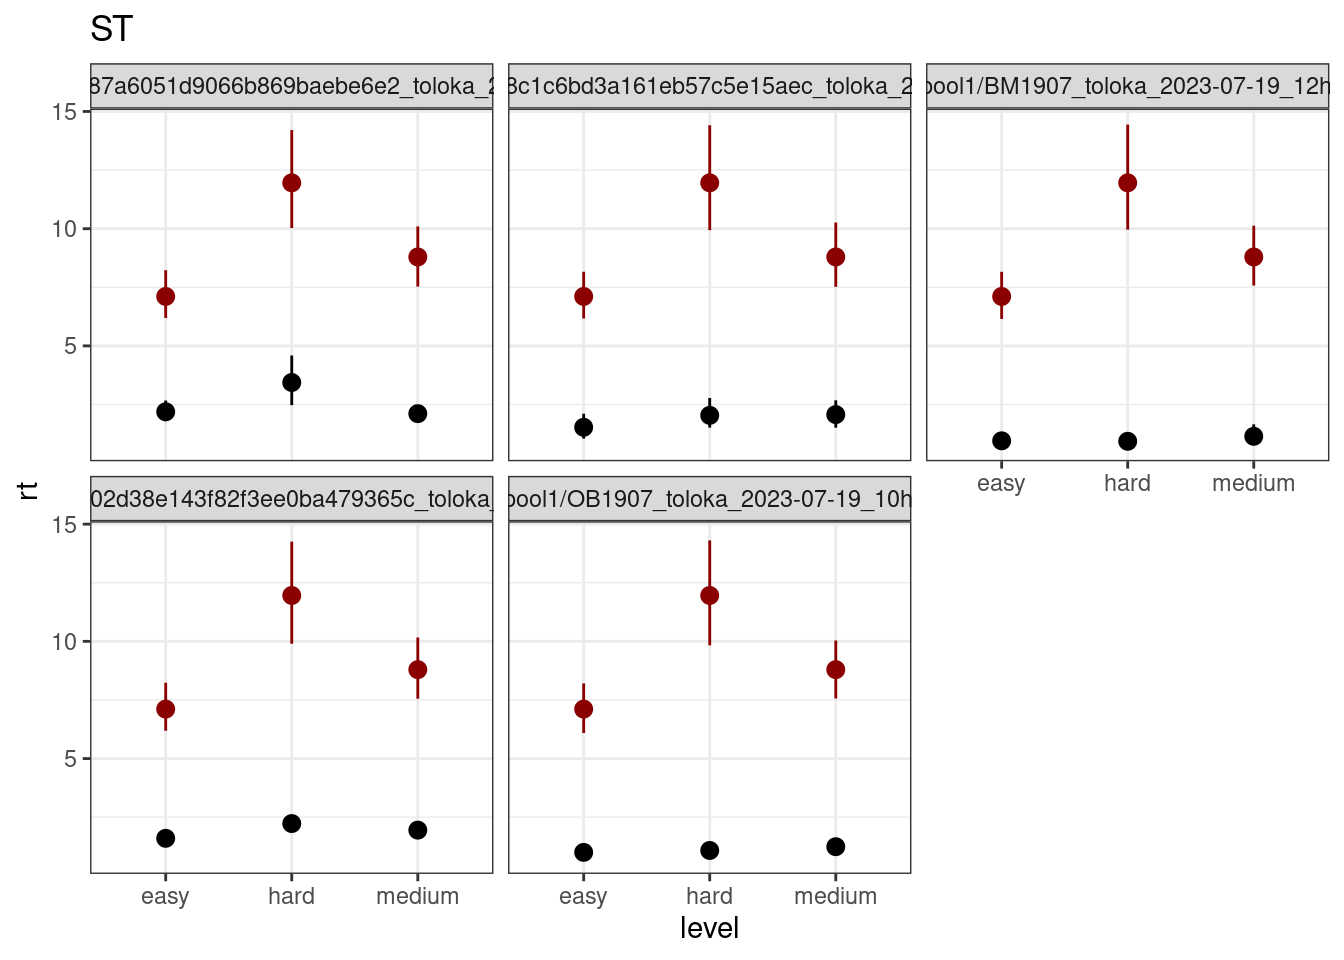 ST
87a6051d9066b869baebe6e2_toloka_2
8c1c6bd3a161eb57c5e15aec_toloka_2
pool1/BM1907_toloka_2023-07-19_12h
15
10
5
easy hard medium
rt
02d38e143f82f3ee0ba479365c_toloka_
pool1/OB1907_toloka_2023-07-19_10h
15
10
5
easy hard medium
easy hard medium
level